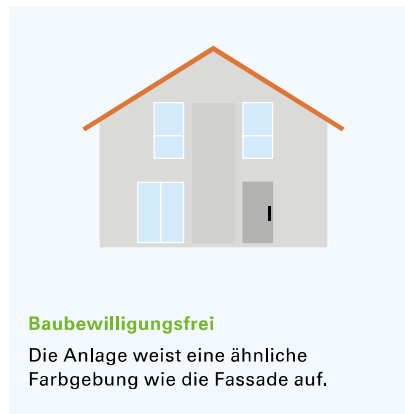 Baubewilligungsfrei
Die Anlage weist eine ähnliche
Farbgebung wie die Fassade auf.